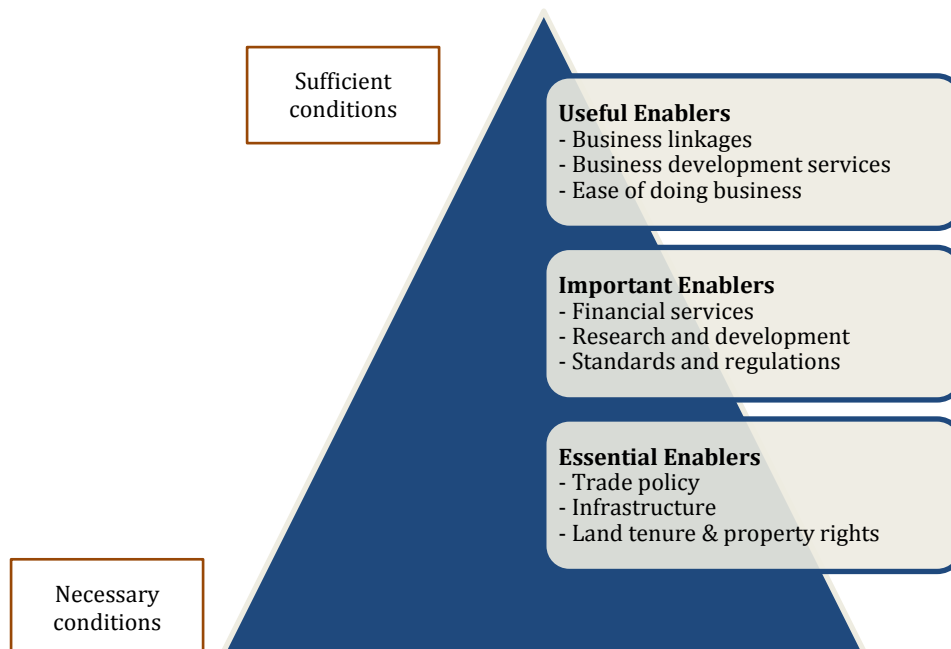 Sufficient
conditions
Useful Enablers
- Business linkages
- Business development services
- Ease of doing business
Important Enablers
- Financial services
- Research and development
- Standards and regulations
Essential Enablers
- Trade policy
- Infrastructure
- Land tenure & property rights
Necessary
conditions